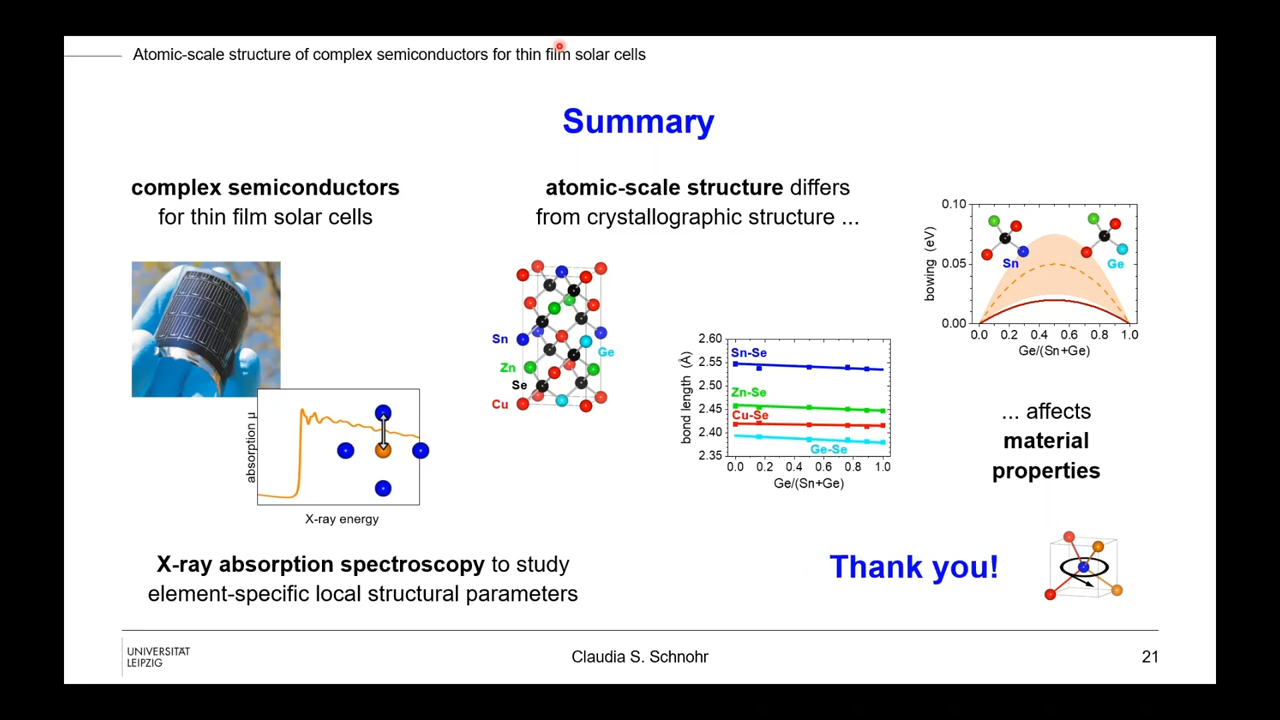 Atomic-scale structure of complex semiconductors for thin film solar cells
Summary
complex semiconductors
for thin film solar cells
atomic-scale structure differs
from crystallographic structure ...
Sn
Zn
Se
Cu
Ge
bond length (Å)
2.60
2.55
2.50
2.45
2.40
2.35
Sn-Se
Zn-Se
Cu-Se
Ge-Se
0.0 0.2 0.4 0.6 0.8 1.0
Ge/(Sn+Ge)
bowing (eV)
0.10
0.05
0.00
Sn
Ge
0.0 0.2 0.4 0.6 0.8 1.0
Ge/(Sn+Ge)
... affects
material
properties
absorption μ
X-ray energy
X-ray absorption spectroscopy to study
element-specific local structural parameters
Thank you!
UNIVERSITÄT
LEIPZIG
Claudia S. Schnohr
21